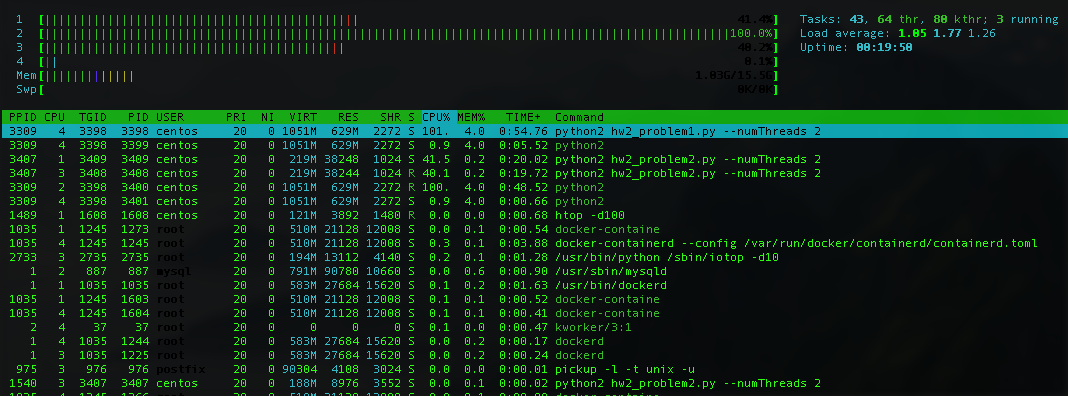 1 [ 41.4%] Tasks: 43, 64 thr, 80 kthr; 3 running
2 [ 100.0%] Load average: 1.05 1.77 1.26
3 [ 40.2%] Uptime: 00:19:50
4 [ 0.1%]
Mem[ 1.03G/15.5G]
Swp[ 0K/0K]
PPID CPU TGID PID USER PRI NI VIRT RES SHR S CPU% MEM% TIME+ Command
3309 4 3398 3398 centos 20 0 1051M 629M 2272 S 101. 4.0 0:54.76 python2 hw2_problem1.py --numThreads 2
3309 4 3398 3399 centos 20 0 1051M 629M 2272 S 0.9 4.0 0:05.52 python2
3407 1 3409 3409 centos 20 0 219M 38248 1024 S 41.5 0.2 0:20.02 python2 hw2_problem2.py --numThreads 2
3407 3 3408 3408 centos 20 0 219M 38244 1024 R 40.1 0.2 0:19.72 python2 hw2_problem2.py --numThreads 2
3309 2 3398 3400 centos 20 0 1051M 629M 2272 R 100. 4.0 0:48.52 python2
3309 4 3398 3401 centos 20 0 1051M 629M 2272 S 0.9 4.0 0:00.66 python2
1489 1 1608 1608 centos 20 0 121M 3892 1480 R 0.0 0.0 0:00.68 htop -d100
1035 1 1245 1273 root 20 0 510M 21128 12008 S 0.0 0.1 0:00.54 docker-containe
1035 4 1245 1245 root 20 0 510M 21128 12008 S 0.3 0.1 0:03.88 docker-containerd --config /var/run/docker/containerd/containerd.toml
2733 3 2735 2735 root 20 0 194M 13112 4140 S 0.2 0.1 0:01.28 /usr/bin/python /sbin/iotop -d10
1 2 887 887 mysql 20 0 791M 90780 10660 S 0.0 0.6 0:00.90 /usr/sbin/mysqld
1 1 1035 1035 root 20 0 583M 27684 15620 S 0.1 0.2 0:01.63 /usr/bin/dockerd
1035 1 1245 1603 root 20 0 510M 21128 12008 S 0.1 0.1 0:00.52 docker-containe
1035 4 1245 1604 root 20 0 510M 21128 12008 S 0.1 0.1 0:00.41 docker-containe
2 4 37 37 root 20 0 0 0 0 S 0.1 0.0 0:00.47 kworker/3:1
1 4 1035 1244 root 20 0 583M 27684 15620 S 0.0 0.2 0:00.17 dockerd
1 3 1035 1225 root 20 0 583M 27684 15620 S 0.0 0.2 0:00.24 dockerd
975 3 976 976 postfix 20 0 90304 4108 3024 S 0.0 0.0 0:00.01 pickup -l -t unix -u
1540 3 3407 3407 centos 20 0 188M 8976 3552 S 0.0 0.1 0:00.02 python2 hw2_problem2.py --numThreads 2